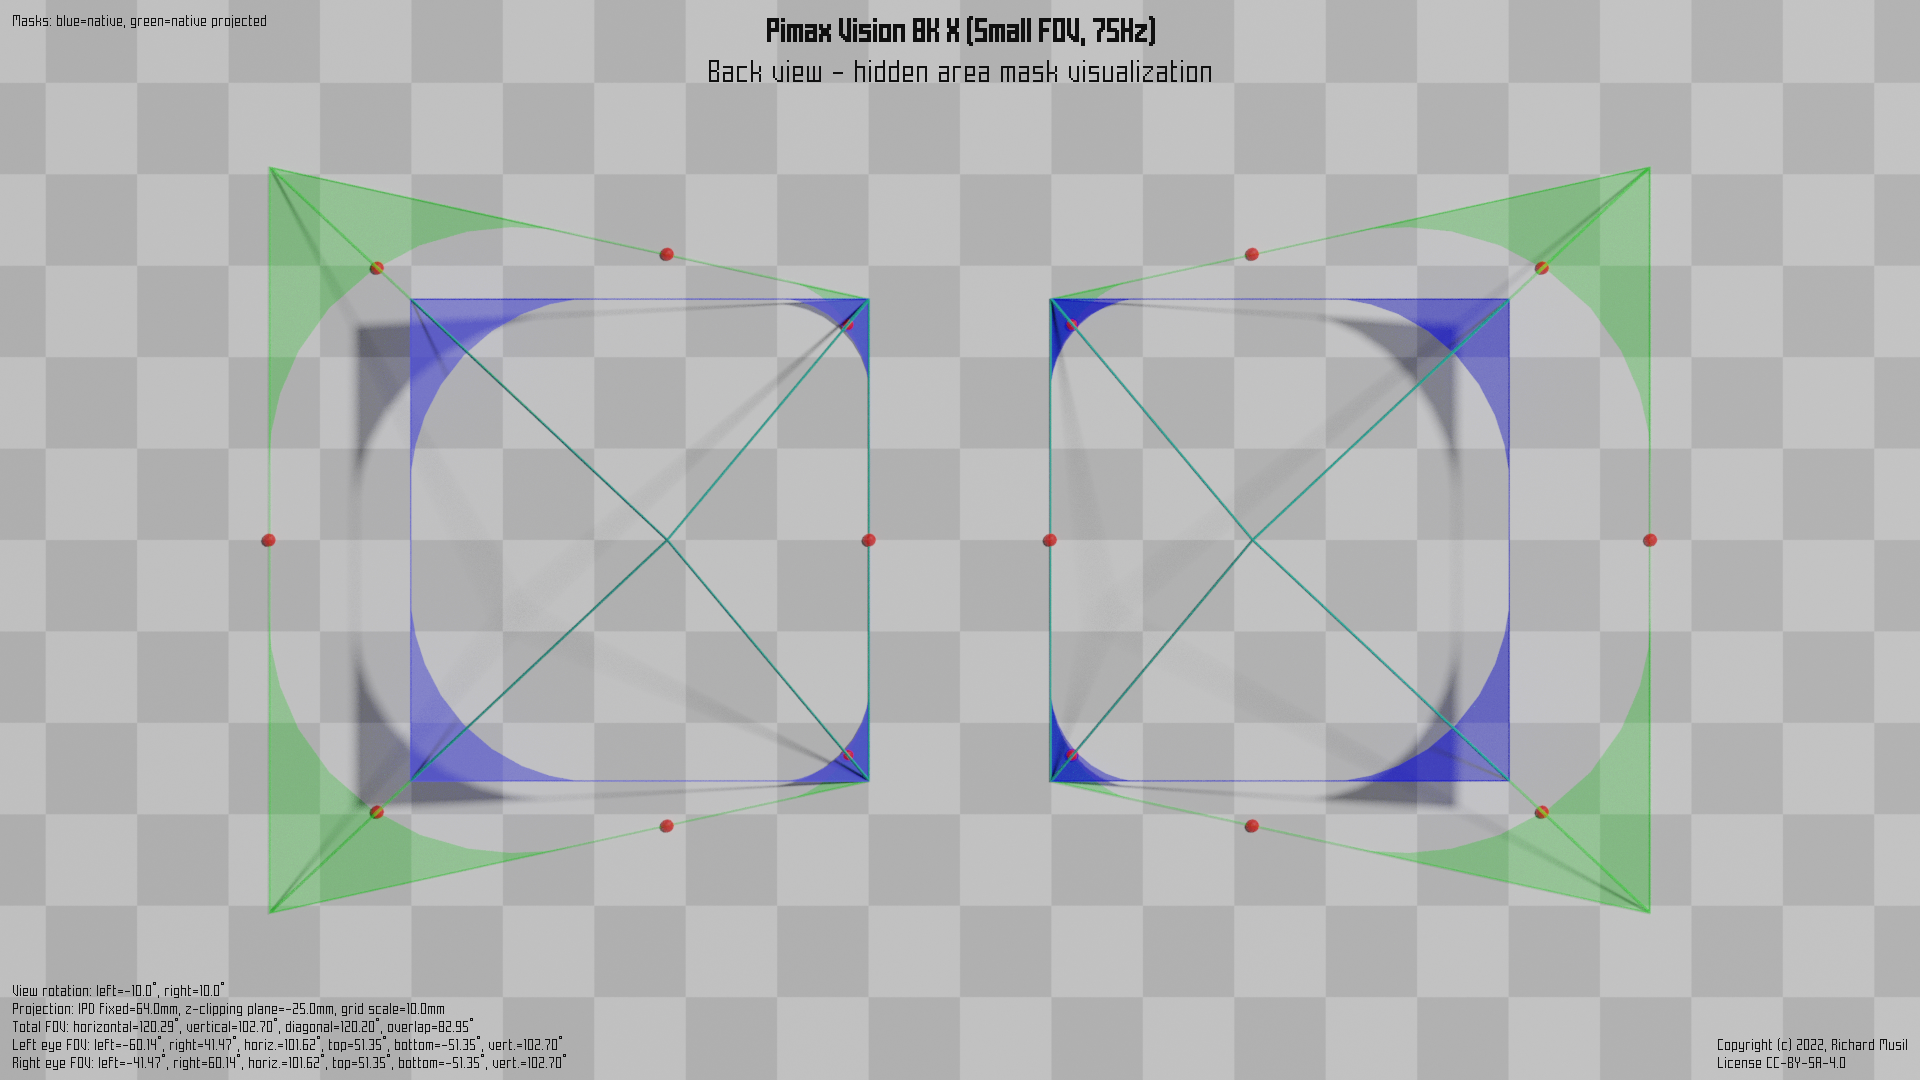 Masks: blue=native, green=native projected
Pimax Vision 8K X (Small FOV, 75Hz)
Back view - hidden area mask visualization
View rotation: left=-10.0°, right=10.0°
Projection: IPD fixed=64.0mm, z-clipping plane=-25.0mm, grid scale=10.0mm
Total FOV: horizontal=120.29°, vertical=102.70°, diagonal=120.20°, overlap=82.95°
Left eye FOV: left=-60.14°, right=41.47°, horiz.=101.62°, top=51.35°, bottom=-51.35°, vert.=102.70°
Right eye FOV: left=-41.47°, right=60.14°, horiz.=101.62°, top=51.35°, bottom=-51.35°, vert.=102.70°
Copyright (c) 2022, Richard Musil
License CC-BY-SA-4.0